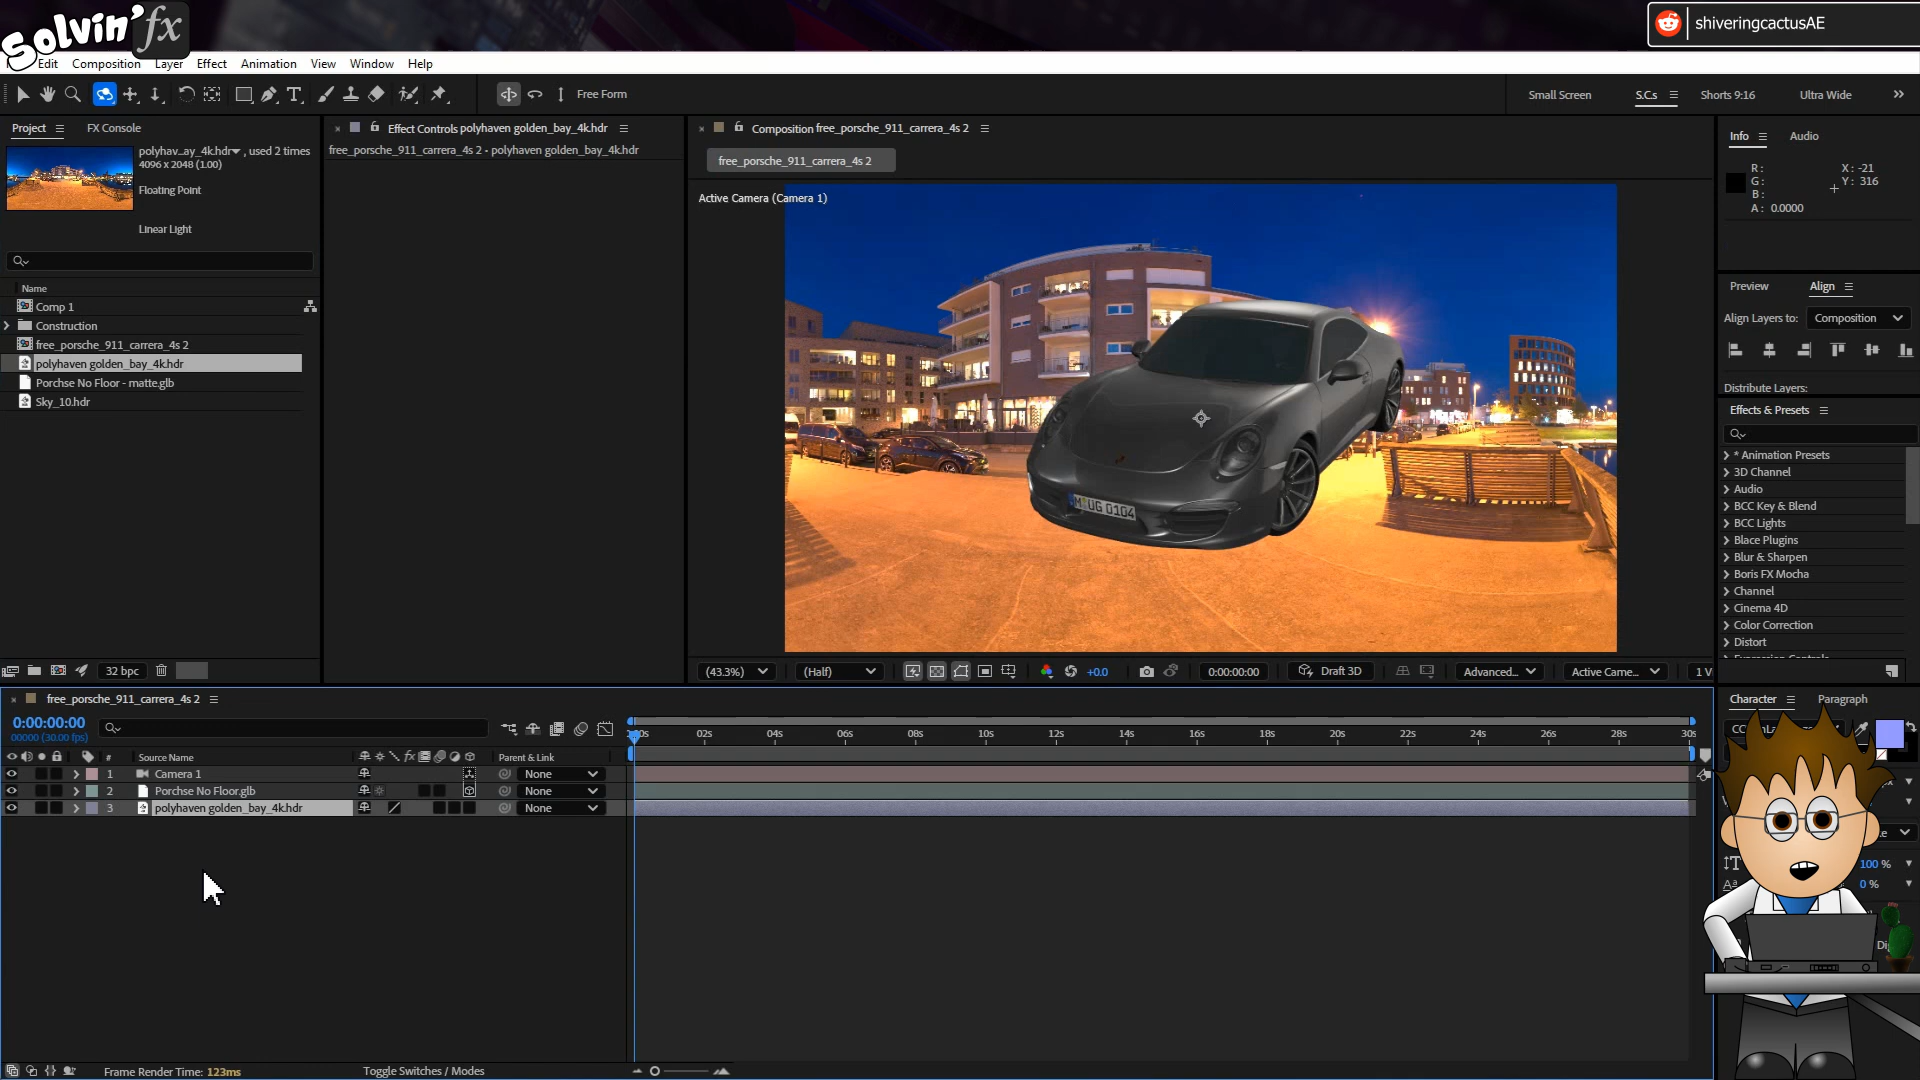 Solvin'fx
shiveringcactusAE
Edit Composition Layer Effect Animation View Window Help
Free Form
Small Screen S.C.s Shorts 9:16 Ultra Wide
Project FX Console
Effect Controls polyhaven golden_bay_4k.hdr
Composition free_porsche_911_carrera_4s 2
Info Audio
polyhav...ay_4k.hdr , used 2 times
4096 x 2048 (1.00)
Floating Point
Linear Light
free_porsche_911_carrera_4s 2 - polyhaven golden_bay_4k.hdr
free_porsche_911_carrera_4s 2
Active Camera (Camera 1)
R:
G:
B:
A: 0.0000
X: -21
Y: 316
Name
Comp 1
Construction
free_porsche_911_carrera_4s 2
polyhaven golden_bay_4k.hdr
Porchse No Floor - matte.glb
Sky_10.hdr
M UG 0104
Preview Align
Align Layers to: Composition
Distribute Layers:
Effects & Presets
* Animation Presets
3D Channel
Audio
BCC Key & Blend
BCC Lights
Blace Plugins
Blur & Sharpen
Boris FX Mocha
Channel
Cinema 4D
Color Correction
Distort
Expression Controls
32 bpc
(43.3%) (Half) +0.0 0:00:00:00 Draft 3D Advanced... Active Came... 1 V
free_porsche_911_carrera_4s 2
0:00:00:00
00000 (30.00 fps)
02s 04s 06s 08s 10s 12s 14s 16s 18s 20s 22s 24s 26s 28s 30s
# Source Name fx Parent & Link
1 Camera 1 None
2 Porchse No Floor.glb None
3 polyhaven golden_bay_4k.hdr None
Character Paragraph
100 %
0 %
Frame Render Time: 123ms
Toggle Switches / Modes